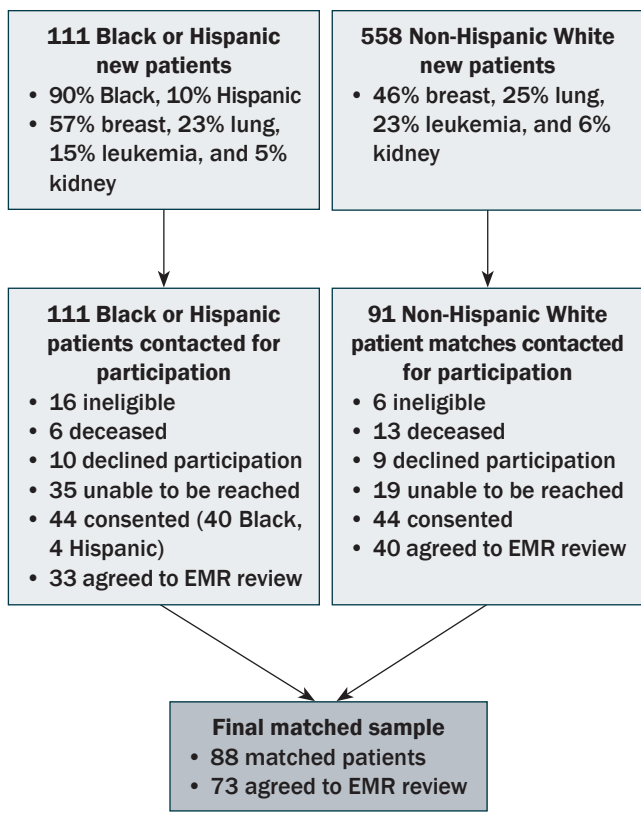 111 Black or Hispanic
new patients
• 90% Black, 10% Hispanic
• 57% breast, 23% lung,
15% leukemia, and 5%
kidney
558 Non-Hispanic White
new patients
• 46% breast, 25% lung,
23% leukemia, and 6%
kidney
111 Black or Hispanic
patients contacted for
participation
• 16 ineligible
• 6 deceased
• 10 declined participation
• 35 unable to be reached
• 44 consented (40 Black,
4 Hispanic)
• 33 agreed to EMR review
91 Non-Hispanic White
patient matches contacted
for participation
• 6 ineligible
• 13 deceased
• 9 declined participation
• 19 unable to be reached
• 44 consented
• 40 agreed to EMR review
Final matched sample
• 88 matched patients
• 73 agreed to EMR review